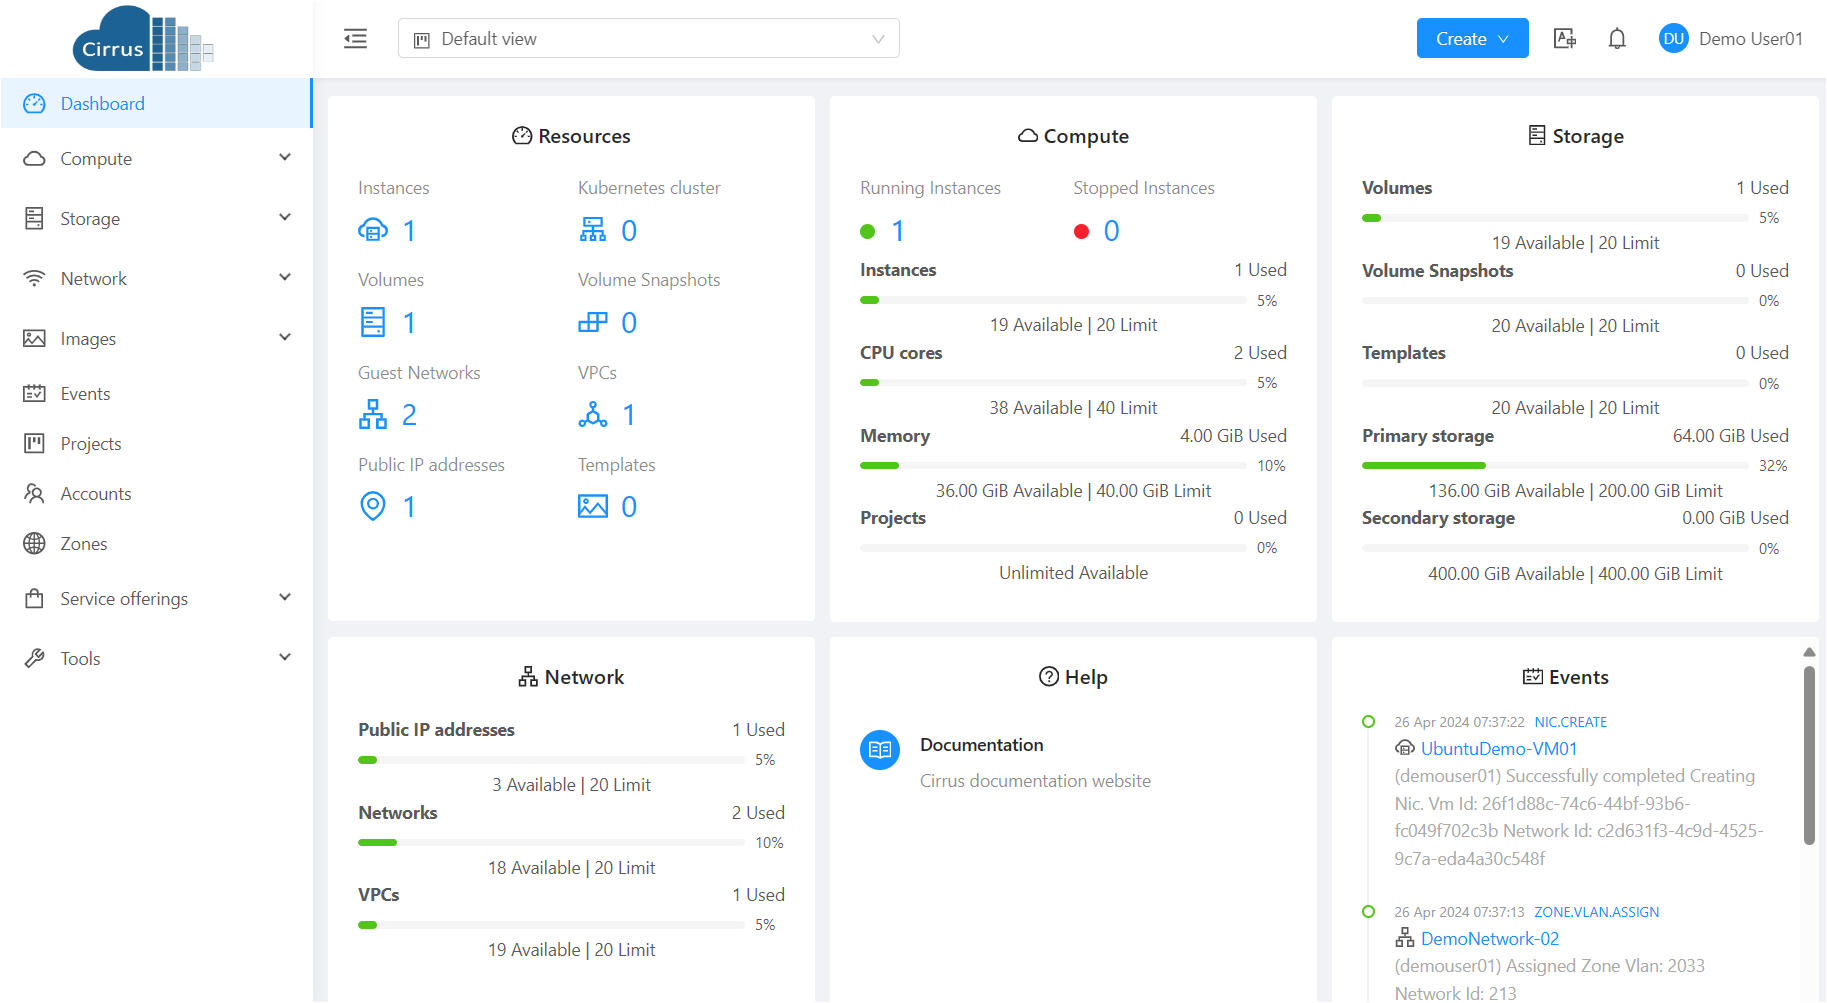 Cirrus
Default view
Create
DU
Demo User01
Dashboard
Compute
Storage
Network
Images
Events
Projects
Accounts
Zones
Service offerings
Tools
Resources
Instances
Kubernetes cluster
1
0
Volumes
Volume Snapshots
1
0
Guest Networks
VPCs
2
1
Public IP addresses
Templates
1
0
Compute
Running Instances
Stopped Instances
1
0
Instances
1 Used
5%
19 Available | 20 Limit
CPU cores
2 Used
5%
38 Available | 40 Limit
Memory
4.00 GiB Used
10%
36.00 GiB Available | 40.00 GiB Limit
Projects
0 Used
0%
Unlimited Available
Storage
Volumes
1 Used
5%
19 Available | 20 Limit
Volume Snapshots
0 Used
0%
20 Available | 20 Limit
Templates
0 Used
0%
20 Available | 20 Limit
Primary storage
64.00 GiB Used
32%
136.00 GiB Available | 200.00 GiB Limit
Secondary storage
0.00 GiB Used
0%
400.00 GiB Available | 400.00 GiB Limit
Network
Public IP addresses
1 Used
5%
3 Available | 20 Limit
Networks
2 Used
10%
18 Available | 20 Limit
VPCs
1 Used
5%
19 Available | 20 Limit
Help
Documentation
Cirrus documentation website
Events
26 Apr 2024 07:37:22 NIC.CREATE
UbuntuDemo-VM01
(demouser01) Successfully completed Creating
Nic. Vm Id: 26f1d88c-74c6-44bf-93b6-
fc049f702c3b Network Id: c2d631f3-4c9d-4525-
9c7a-eda4a30c548f
26 Apr 2024 07:37:13 ZONE.VLAN.ASSIGN
DemoNetwork-02
(demouser01) Assigned Zone Vlan: 2033
Network Id: 213